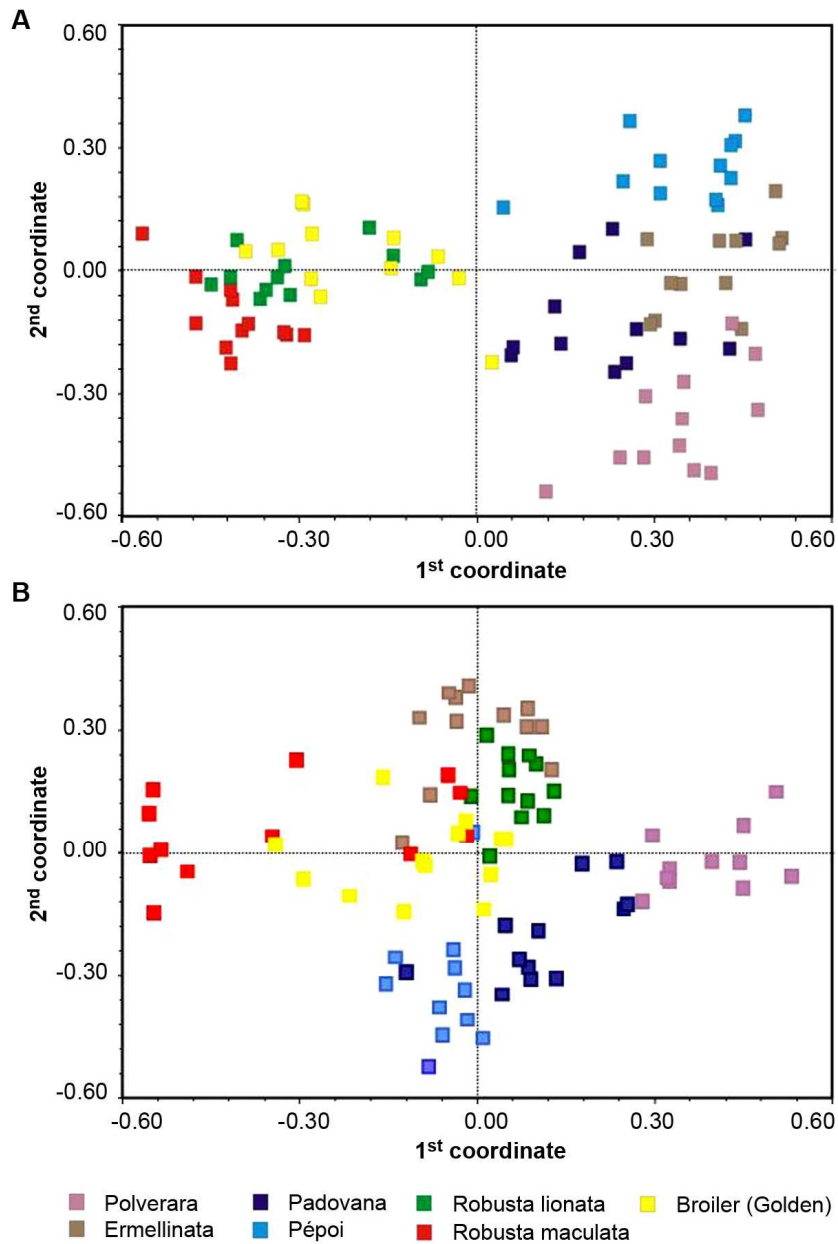 A
0.60
0.30
0.00
-0.30
-0.60
2nd coordinate
-0.60 -0.30 0.00 0.30 0.60
1st coordinate
B
0.60
0.30
0.00
-0.30
-0.60
2nd coordinate
-0.60 -0.30 0.00 0.30 0.60
1st coordinate
Polverara Padovana Robusta lionata Broiler (Golden)
Ermellinata Pépoi Robusta maculata